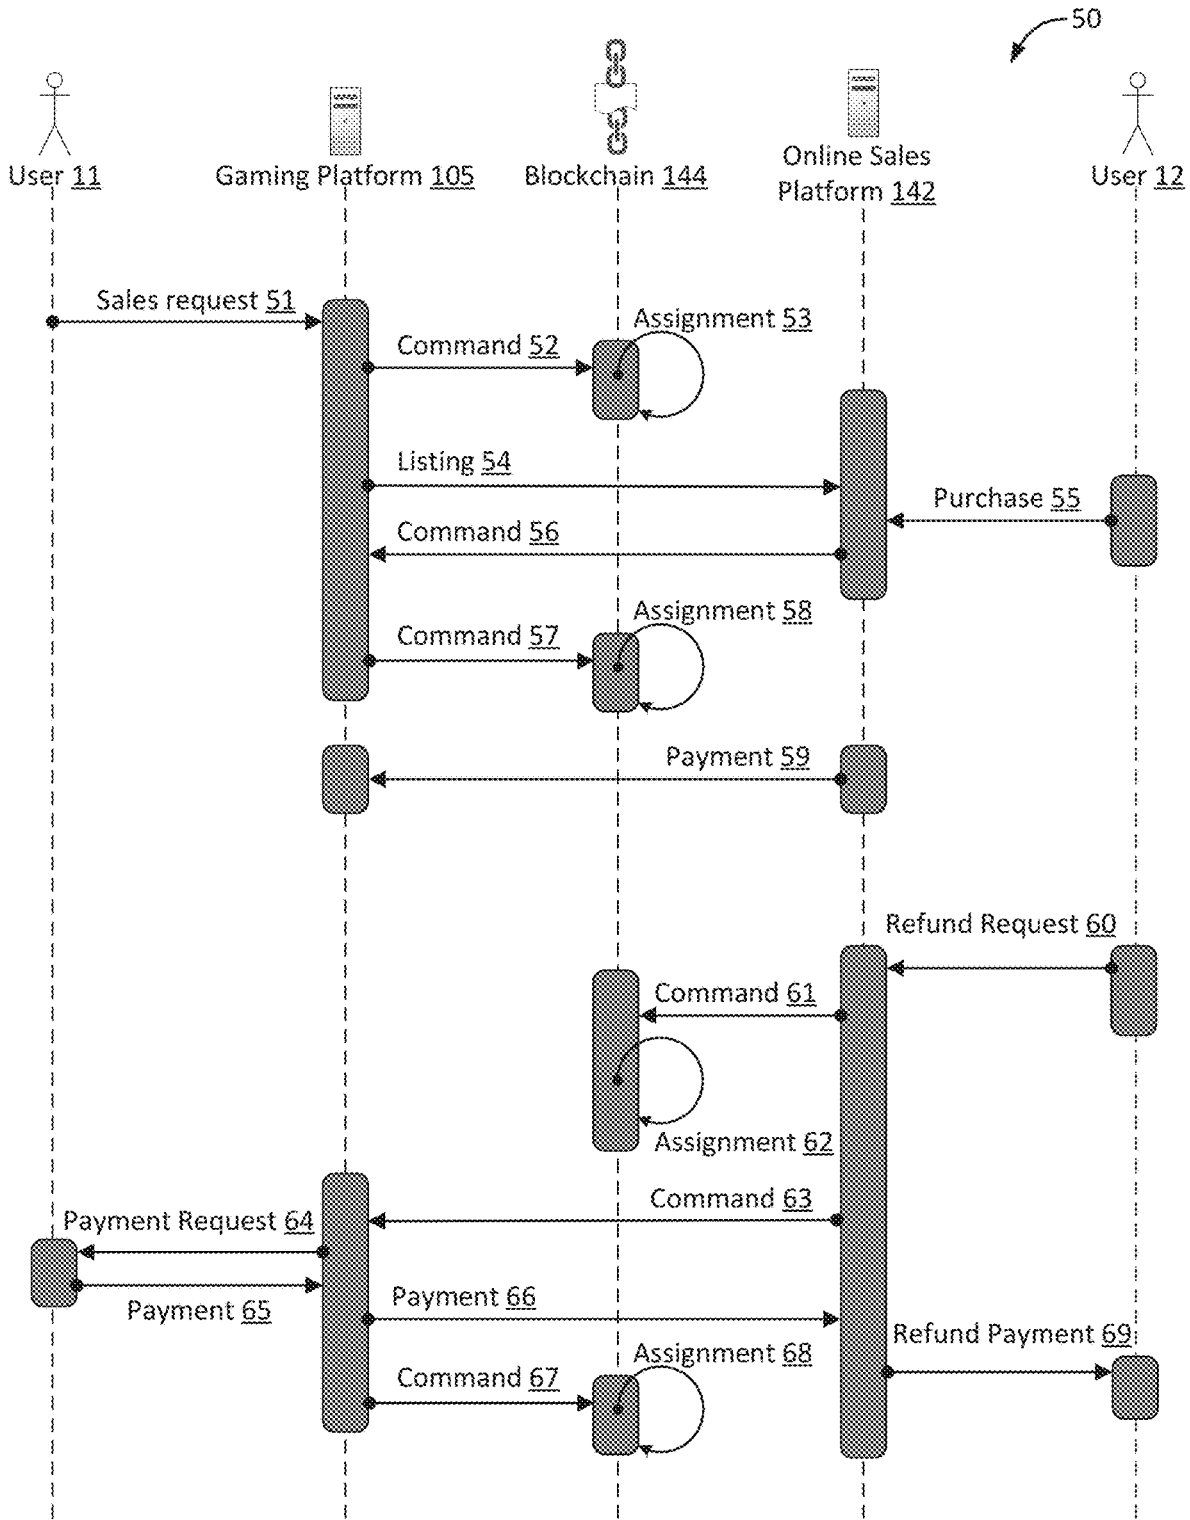 50
User 11
Gaming Platform 105
Blockchain 144
Online Sales
Platform 142
User 12
Sales request 51
Assignment 53
Command 52
Listing 54
Purchase 55
Command 56
Assignment 58
Command 57
Payment 59
Refund Request 60
Command 61
Assignment 62
Command 63
Payment Request 64
Payment 65
Payment 66
Refund Payment 69
Assignment 68
Command 67